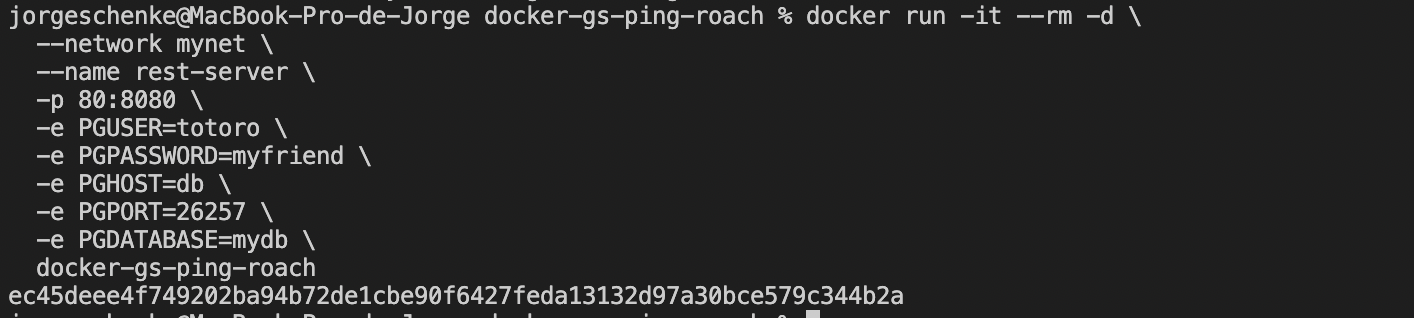 jorgeschenke@MacBook-Pro-de-Jorge docker-gs-ping-roach % docker run -it --rm -d \
--network mynet \
--name rest-server \
-p 80:8080 \
-e PGUSER=totoro \
-e PGPASSWORD=myfriend \
-e PGHOST=db \
-e PGPORT=26257 \
-e PGDATABASE=mydb \
docker-gs-ping-roach
ec45deee4f749202ba94b72de1cbe90f6427feda13132d97a30bce579c344b2a